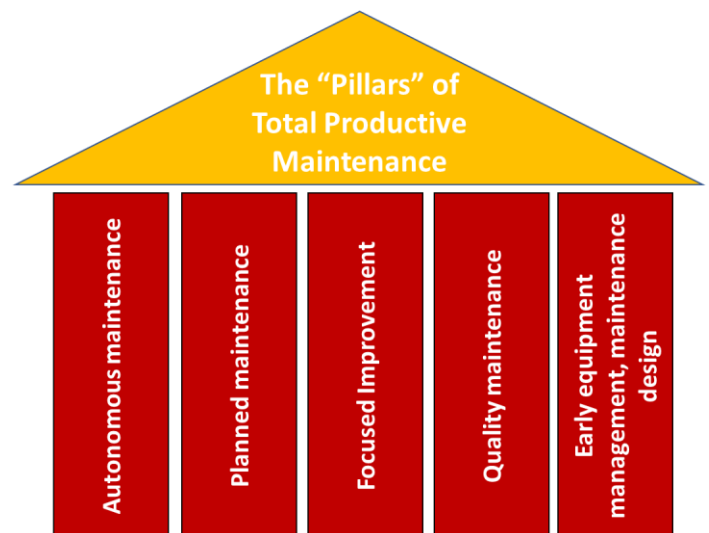 The “Pillars” of
Total Productive
Maintenance
Autonomous maintenance
Planned maintenance
Focused Improvement
Quality maintenance
Early equipment
management, maintenance
design